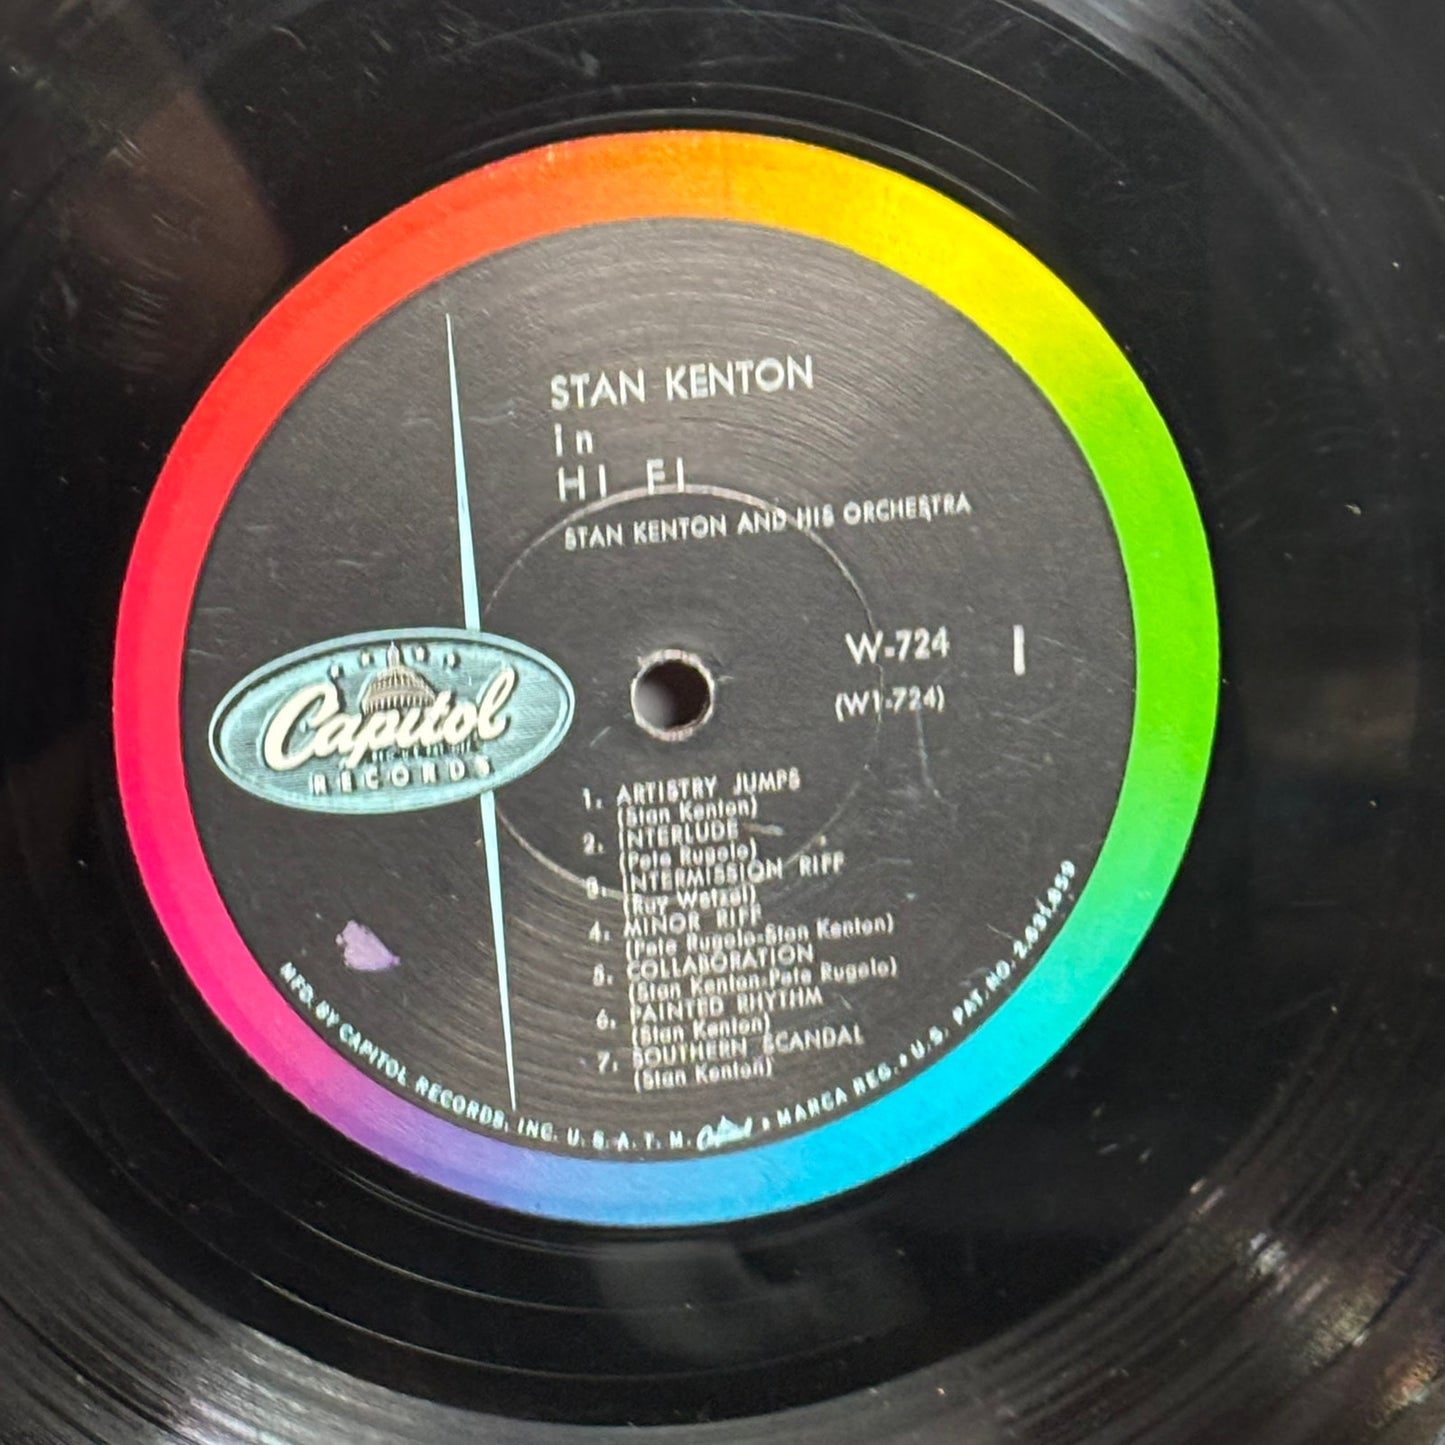 STAN KENTON
In
HI FI
STAN KENTON AND HIS ORCHESTRA
W-724 1
(W1-724)
Capitol
RECORDS
1. ARTISTRY JUMPS
(Stan Kenton)
2. INTERLUDE
(Pete Rugolo)
3. INTERMISSION RIFF
(Ray Wetzel)
4. MINOR RIFF
(Pete Rugolo-Stan Kenton)
5. COLLABORATION
(Stan Kenton-Pete Rugolo)
6. PAINTED RHYTHM
(Stan Kenton)
7. SOUTHERN SCANDAL
(Stan Kenton)
MFD. BY CAPITOL RECORDS, INC. U.S.A. T.M. Capitol • MARCA REG. • U.S. PAT. NO. 2,631,859